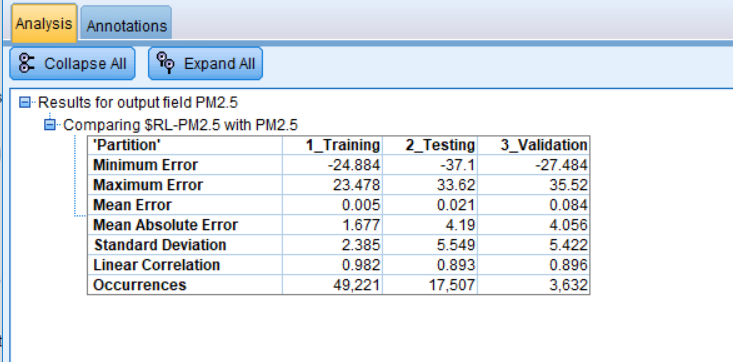 Analysis Annotations
Collapse All Expand All
Results for output field PM2.5
Comparing $RL-PM2.5 with PM2.5
'Partition' 1_Training 2_Testing 3_Validation
Minimum Error -24.884 -37.1 -27.484
Maximum Error 23.478 33.62 35.52
Mean Error 0.005 0.021 0.084
Mean Absolute Error 1.677 4.19 4.056
Standard Deviation 2.385 5.549 5.422
Linear Correlation 0.982 0.893 0.896
Occurrences 49,221 17,507 3,632